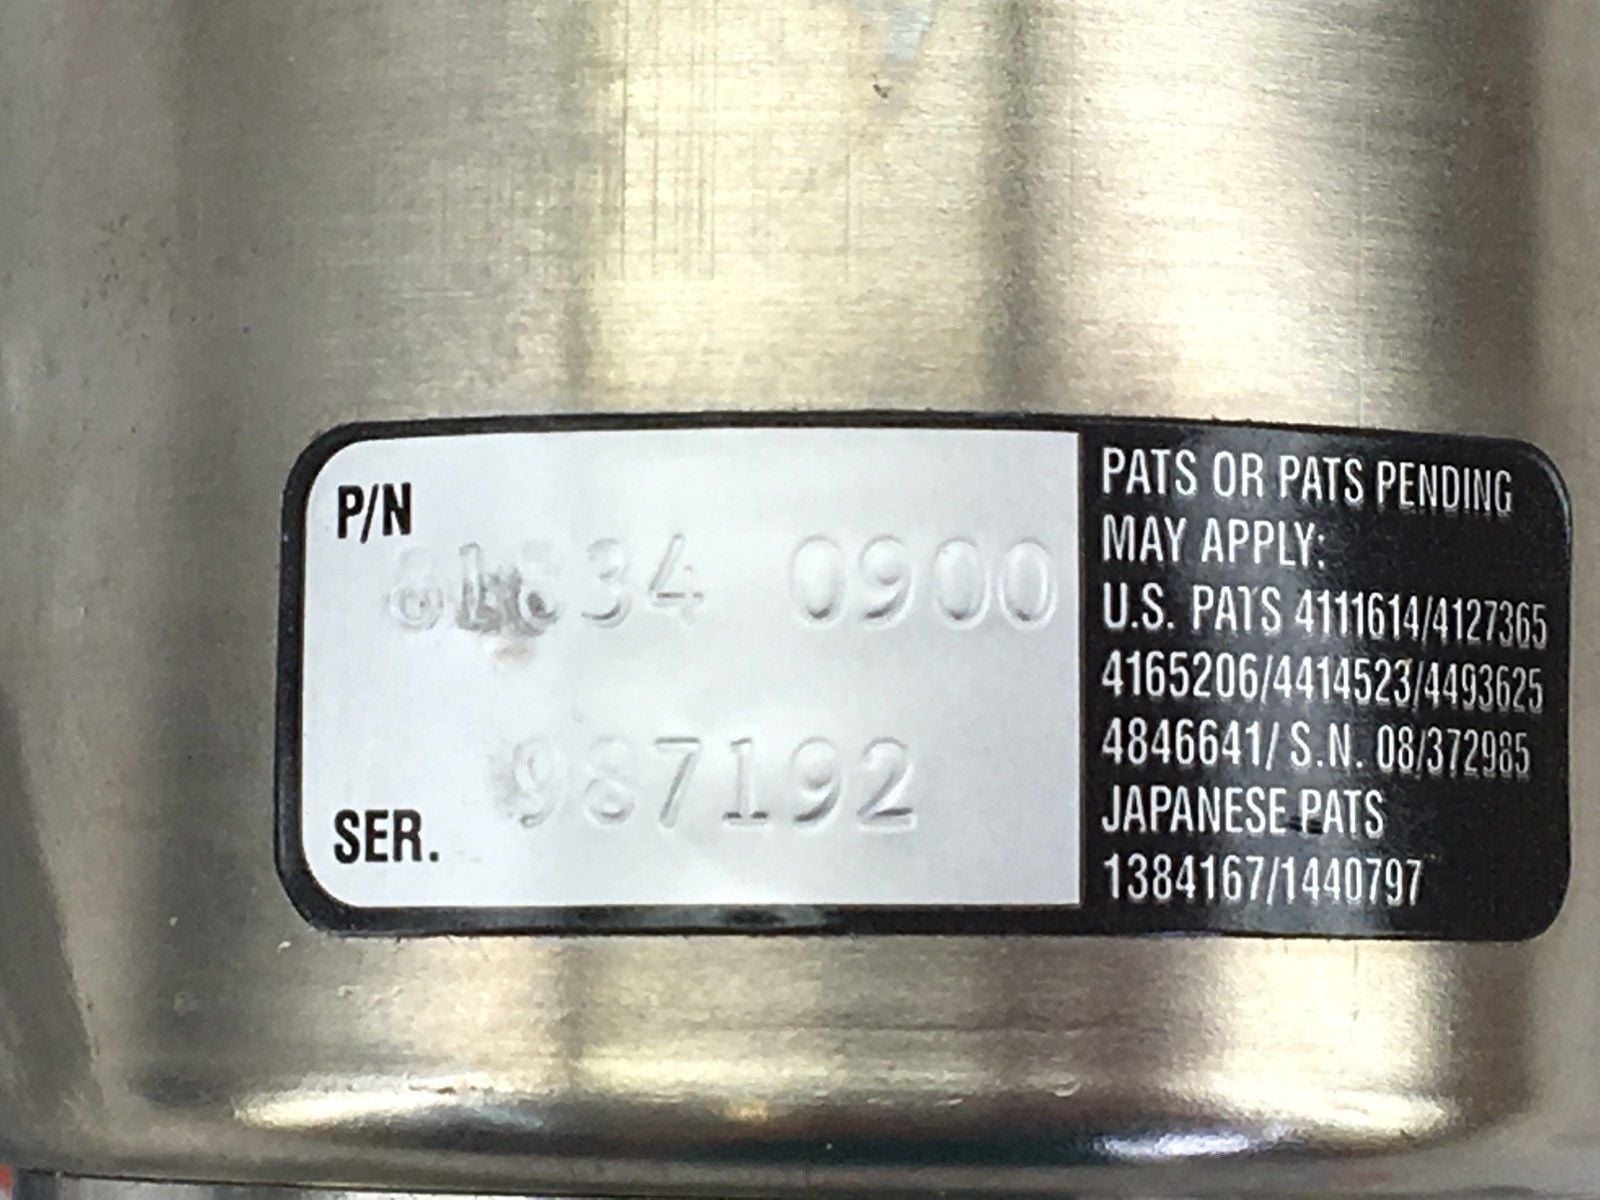 P/N
0900
SER. 987192
PATS OR PATS PENDING
MAY APPLY:
U.S. PATS 4111614/4127365
4165206/4414523/4493625
4846641/ S.N. 08/372985
JAPANESE PATS
1384167/1440797